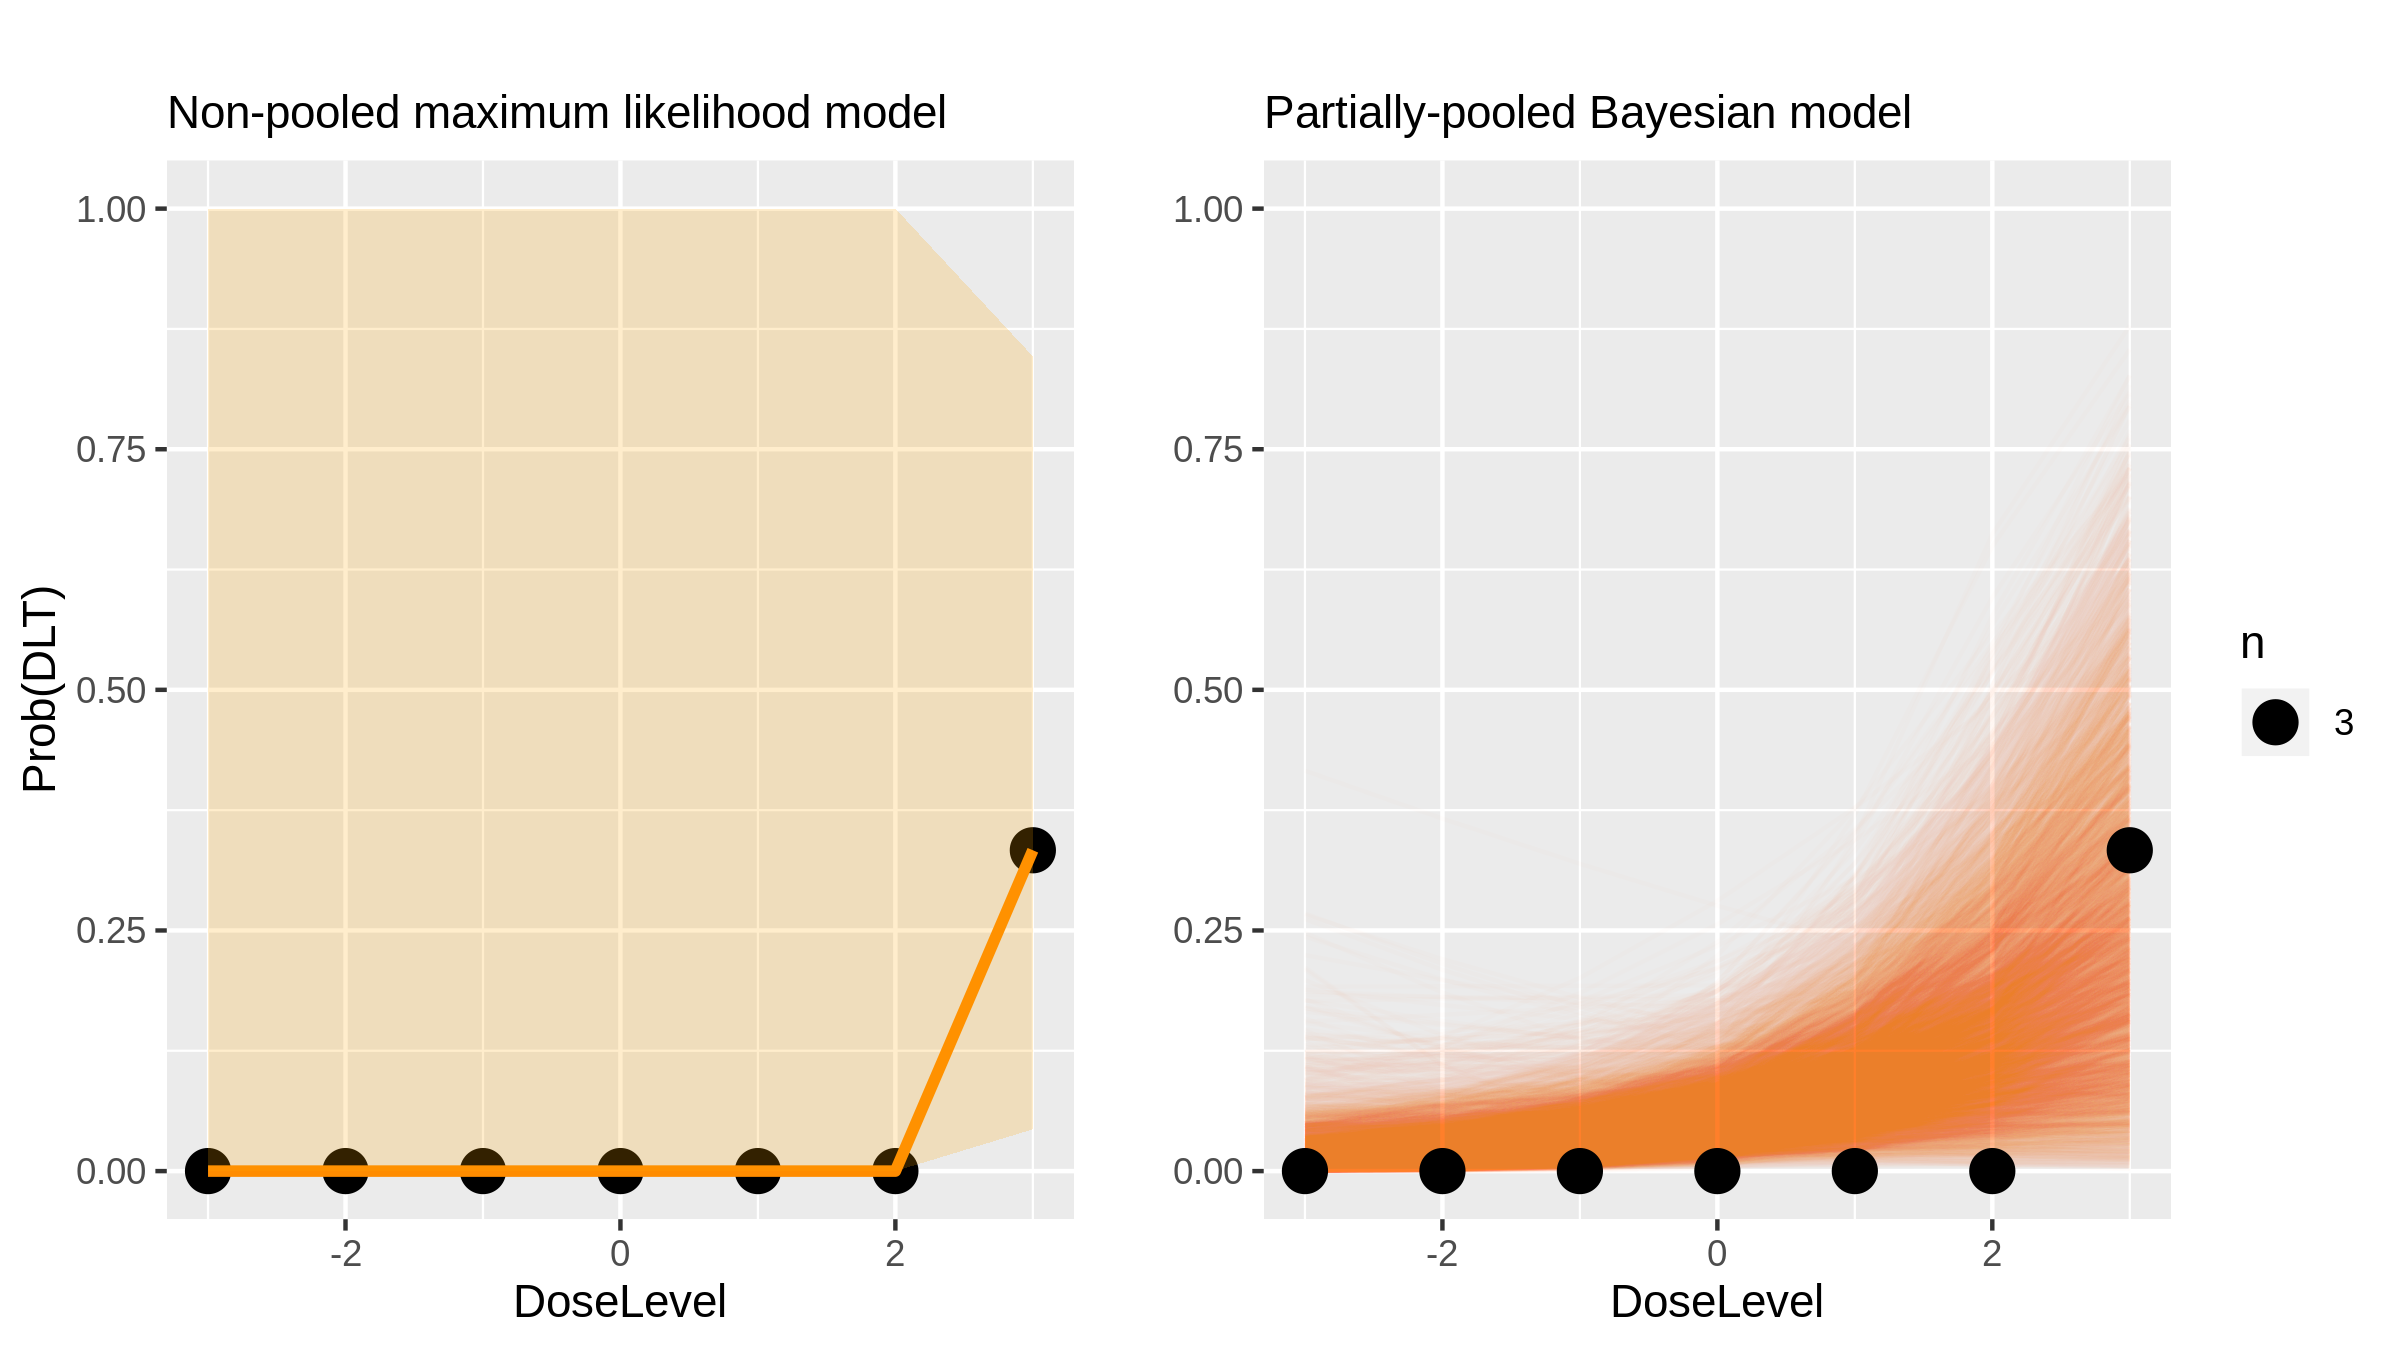 Non-pooled maximum likelihood model
Prob(DLT)
1.00
0.75
0.50
0.25
0.00
-2 0 2
DoseLevel
Partially-pooled Bayesian model
1.00
0.75
0.50
0.25
0.00
-2 0 2
DoseLevel
n
3